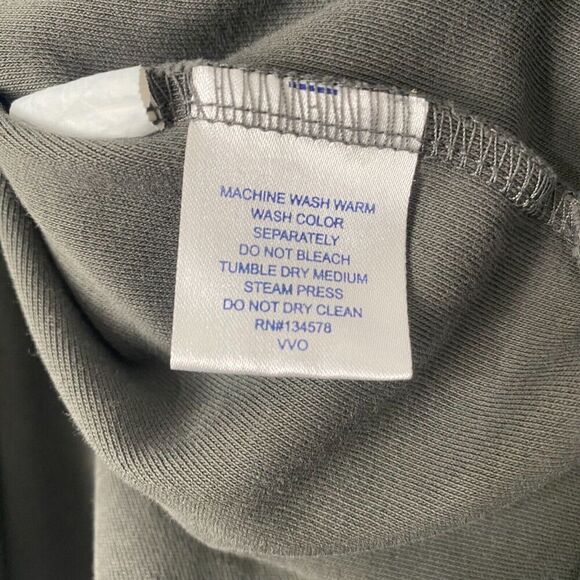 MACHINE WASH WARM
WASH COLOR
SEPARATELY
DO NOT BLEACH
TUMBLE DRY MEDIUM
STEAM PRESS
DO NOT DRY CLEAN
RN#134578
VVO